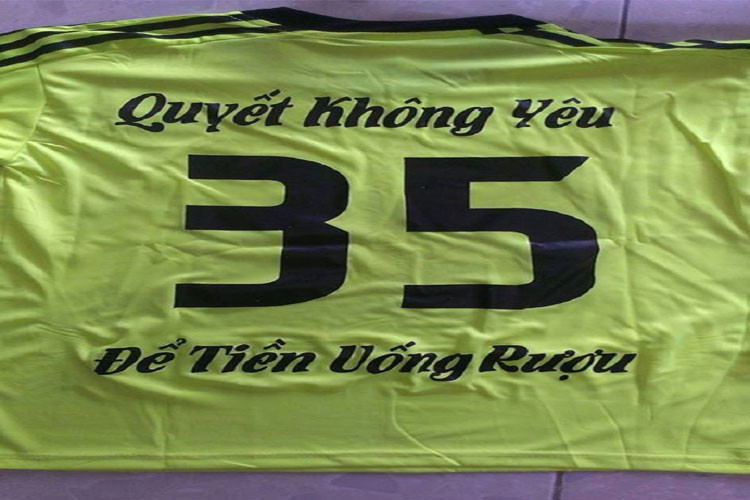 Quyết Không Yêu
35
Để Tiền Uống Rượu